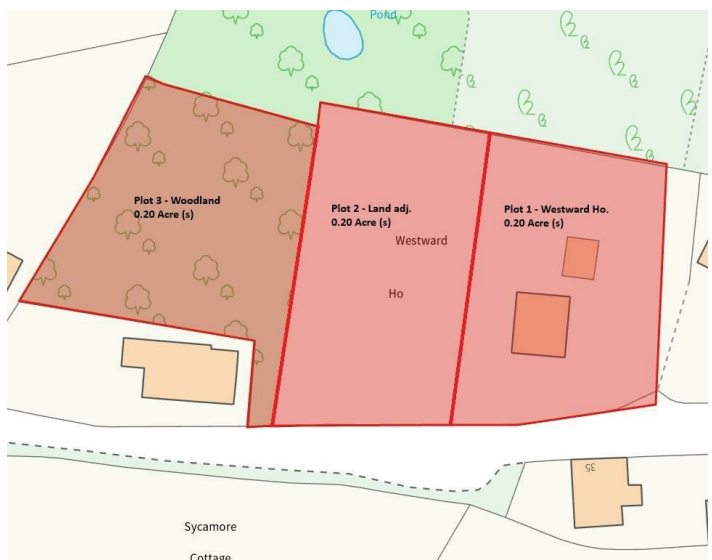 Pond
Plot 3 - Woodland
0.20 Acre (s)
Plot 2 - Land adj.
0.20 Acre (s)
Plot 1 - Westward Ho.
0.20 Acre (s)
Westward
Ho
35
Sycamore
Cottage